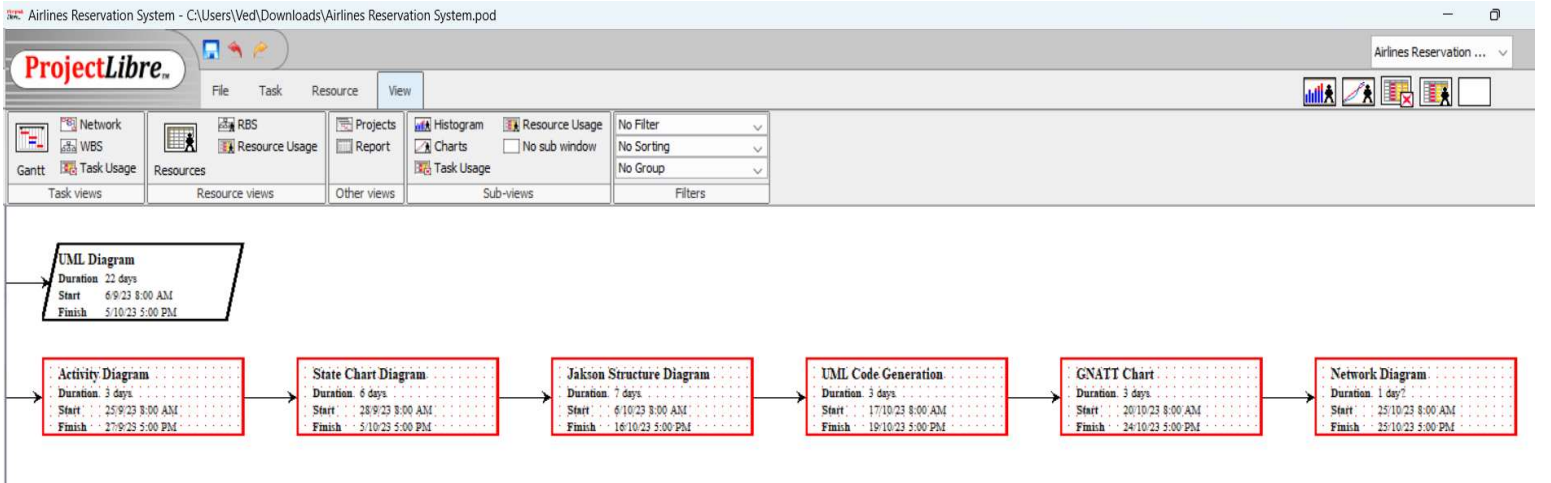 Airlines Reservation System - C:\Users\Ved\Downloads\Airlines Reservation System.pod
ProjectLibre™
Airlines Reservation ...
File Task Resource View
Network
WBS
Gantt Task Usage
Task views
RBS
Resource Usage
Resources
Resource views
Projects
Report
Other views
Histogram Resource Usage
Charts No sub window
Task Usage
Sub-views
No Filter
No Sorting
No Group
Filters
UML Diagram
Duration 22 days
Start 6/9/23 8:00 AM
Finish 5/10/23 5:00 PM
Activity Diagram
Duration 3 days
Start 25/9/23 8:00 AM
Finish 27/9/23 5:00 PM
State Chart Diagram
Duration 6 days
Start 28/9/23 8:00 AM
Finish 5/10/23 5:00 PM
Jakson Structure Diagram
Duration 7 days
Start 6/10/23 8:00 AM
Finish 16/10/23 5:00 PM
UML Code Generation
Duration 3 days
Start 17/10/23 8:00 AM
Finish 19/10/23 5:00 PM
GNATT Chart
Duration 3 days
Start 20/10/23 8:00 AM
Finish 24/10/23 5:00 PM
Network Diagram
Duration 1 day?
Start 25/10/23 8:00 AM
Finish 25/10/23 5:00 PM